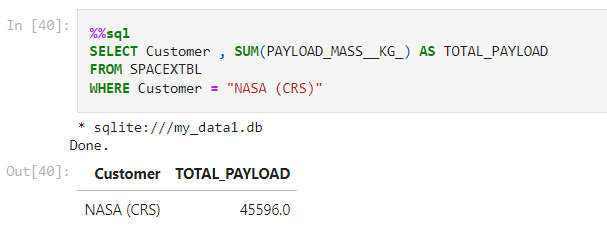 In [40]:
%%sql
SELECT Customer , SUM(PAYLOAD_MASS__KG_) AS TOTAL_PAYLOAD
FROM SPACEXTBL
WHERE Customer = "NASA (CRS)"
* sqlite:///my_data1.db
Done.
Out[40]:
Customer TOTAL_PAYLOAD
NASA (CRS) 45596.0